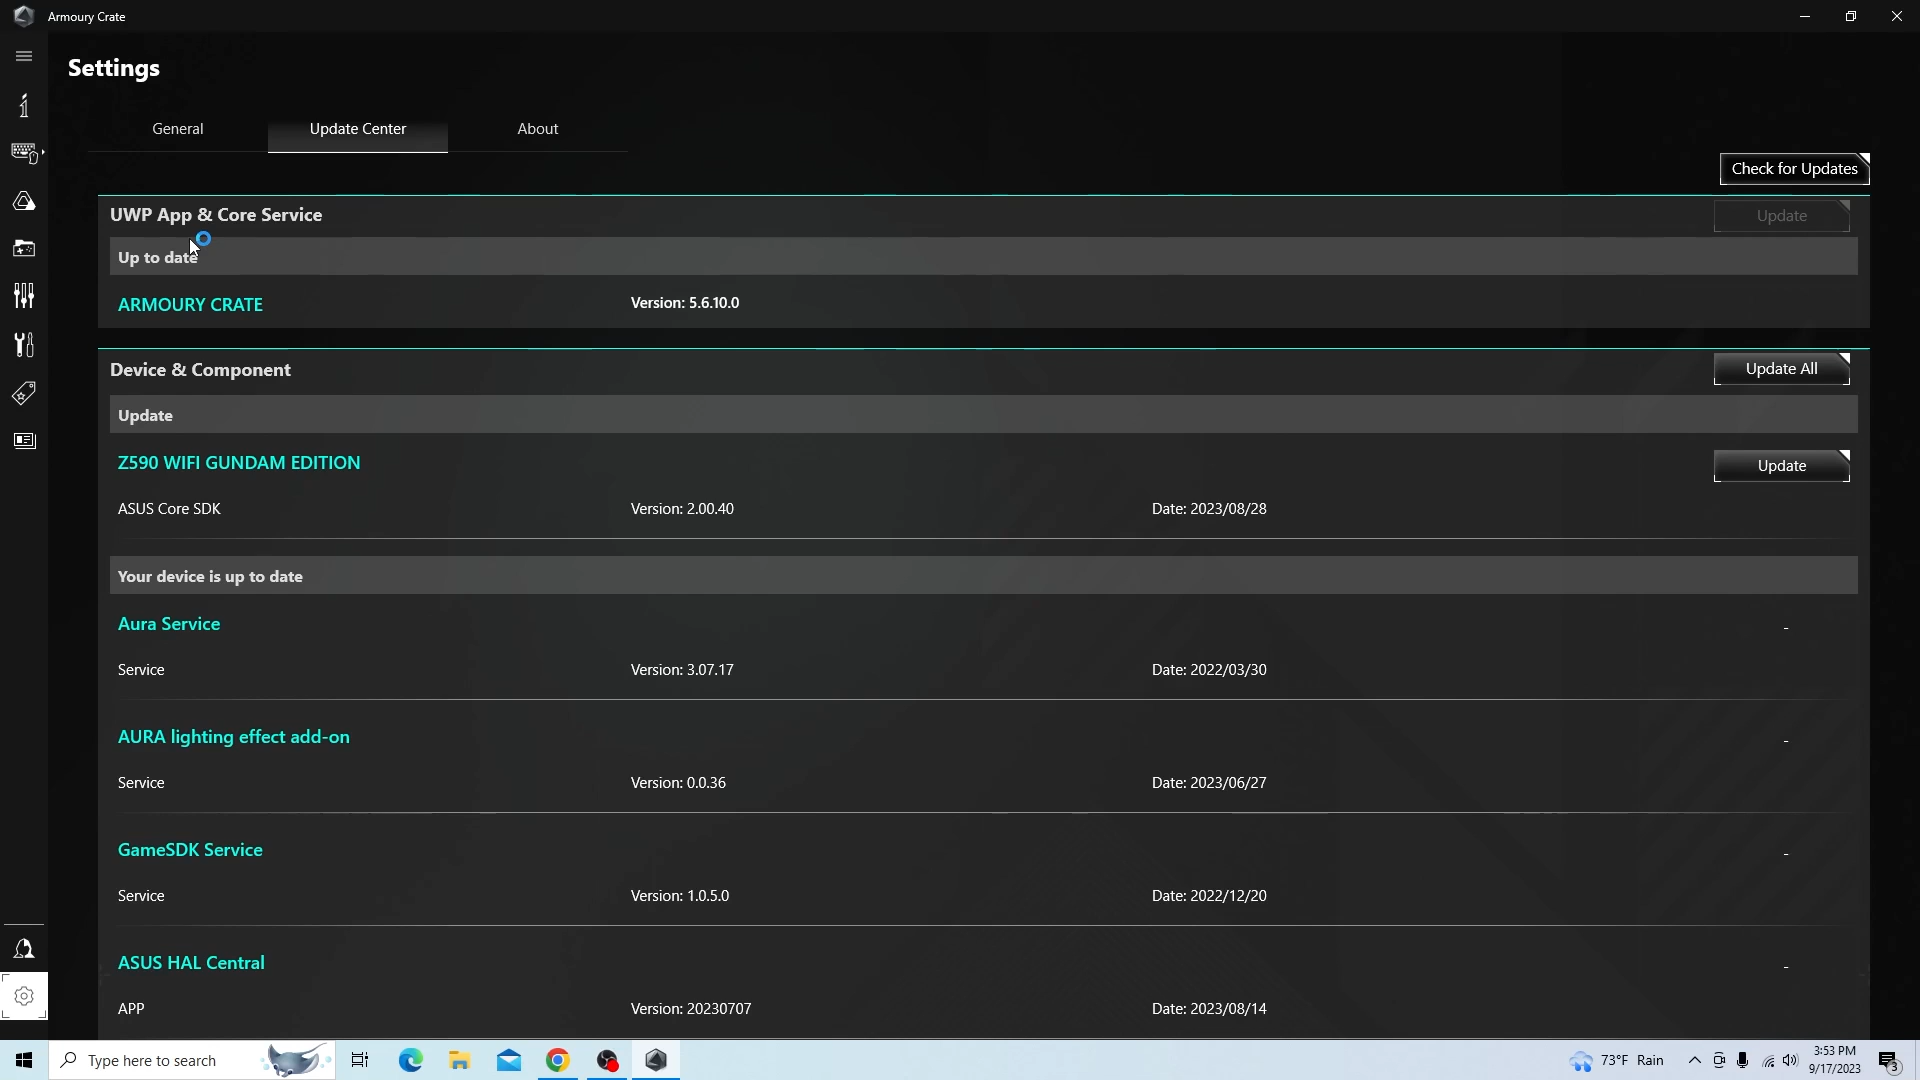 Armoury Crate
Settings
General Update Center About
Check for Updates
UWP App & Core Service Update
Up to date
ARMOURY CRATE Version: 5.6.10.0
Device & Component Update All
Update
Z590 WIFI GUNDAM EDITION Update
ASUS Core SDK Version: 2.00.40 Date: 2023/08/28
Your device is up to date
Aura Service -
Service Version: 3.07.17 Date: 2022/03/30
AURA lighting effect add-on -
Service Version: 0.0.36 Date: 2023/06/27
GameSDK Service -
Service Version: 1.0.5.0 Date: 2022/12/20
ASUS HAL Central -
APP Version: 20230707 Date: 2023/08/14
Type here to search 73°F Rain 3:53 PM
9/17/2023 3